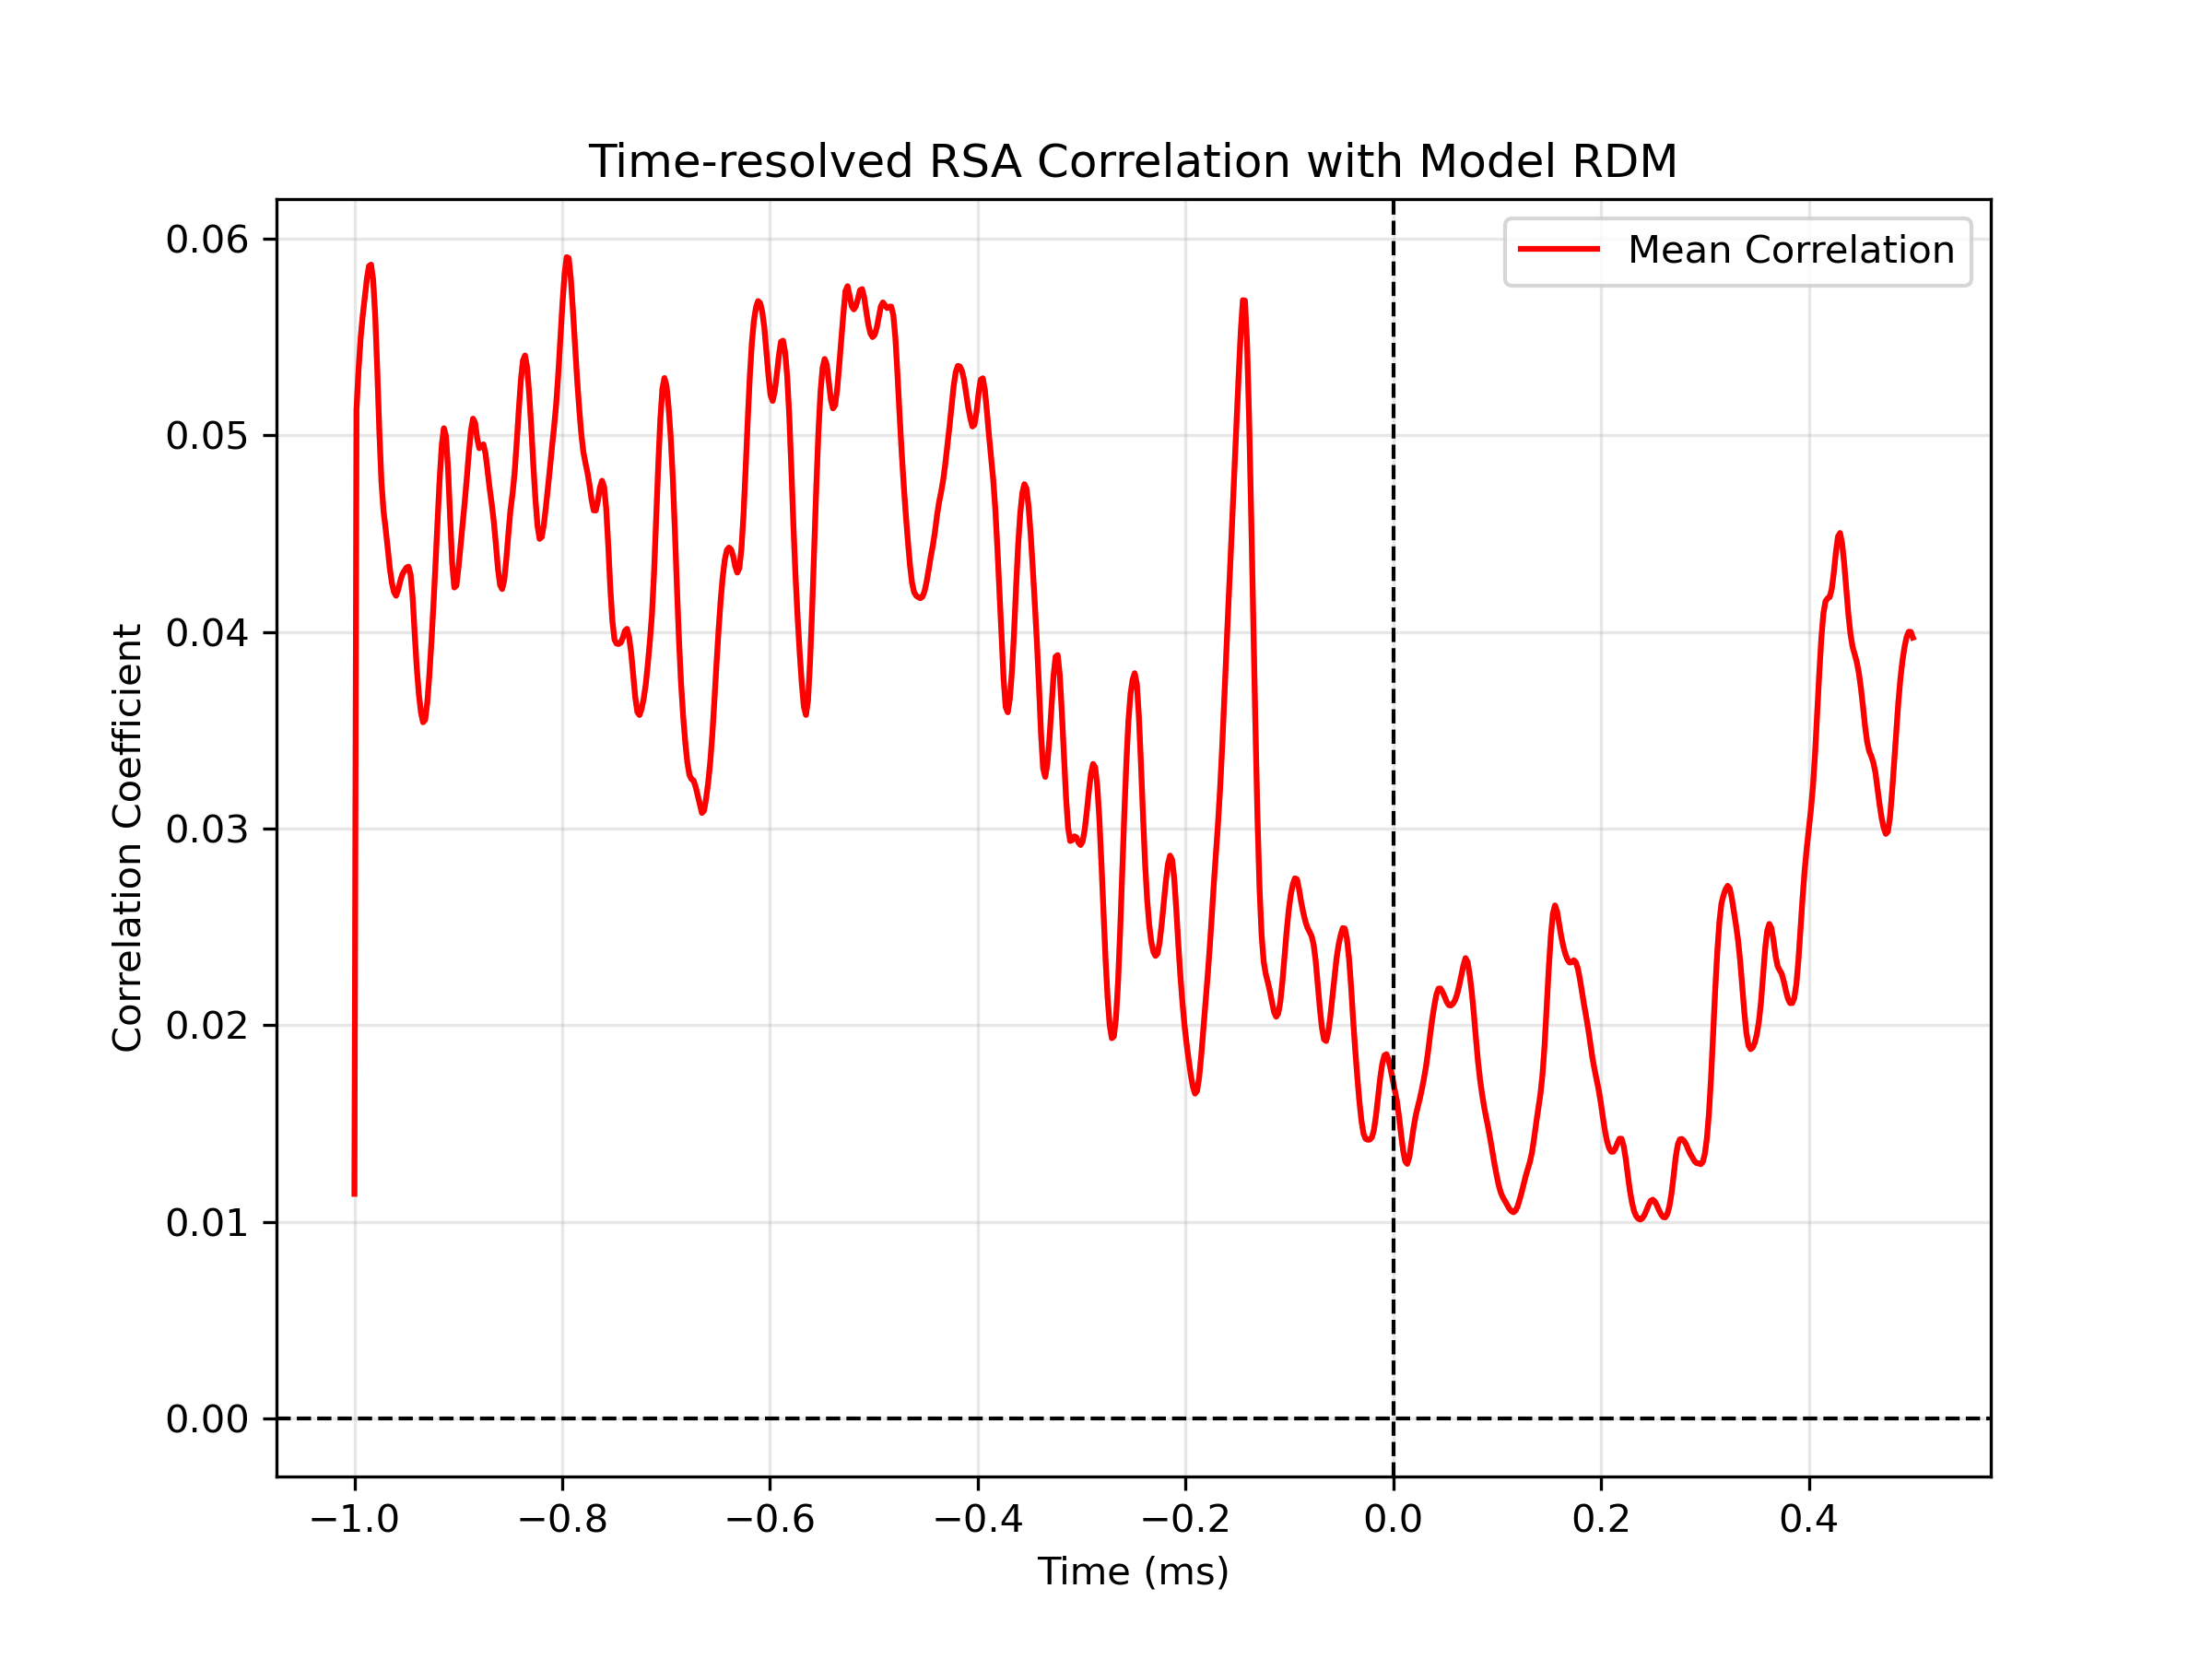 Time-resolved RSA Correlation with Model RDM
Mean Correlation
Correlation Coefficient
0.06
0.05
0.04
0.03
0.02
0.01
0.00
−1.0 −0.8 −0.6 −0.4 −0.2 0.0 0.2 0.4
Time (ms)